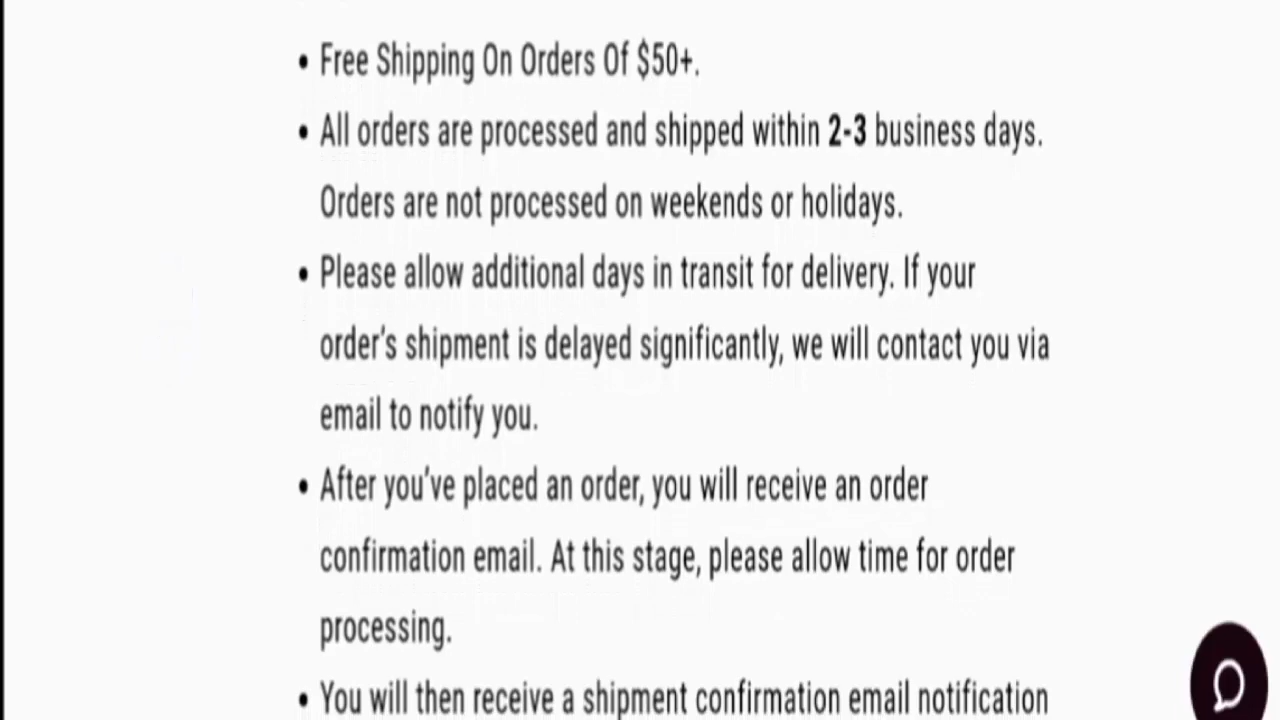 • Free Shipping On Orders Of $50+.
• All orders are processed and shipped within 2-3 business days.
Orders are not processed on weekends or holidays.
• Please allow additional days in transit for delivery. If your
order's shipment is delayed significantly, we will contact you via
email to notify you.
• After you've placed an order, you will receive an order
confirmation email. At this stage, please allow time for order
processing.
• You will then receive a shipment confirmation email notification